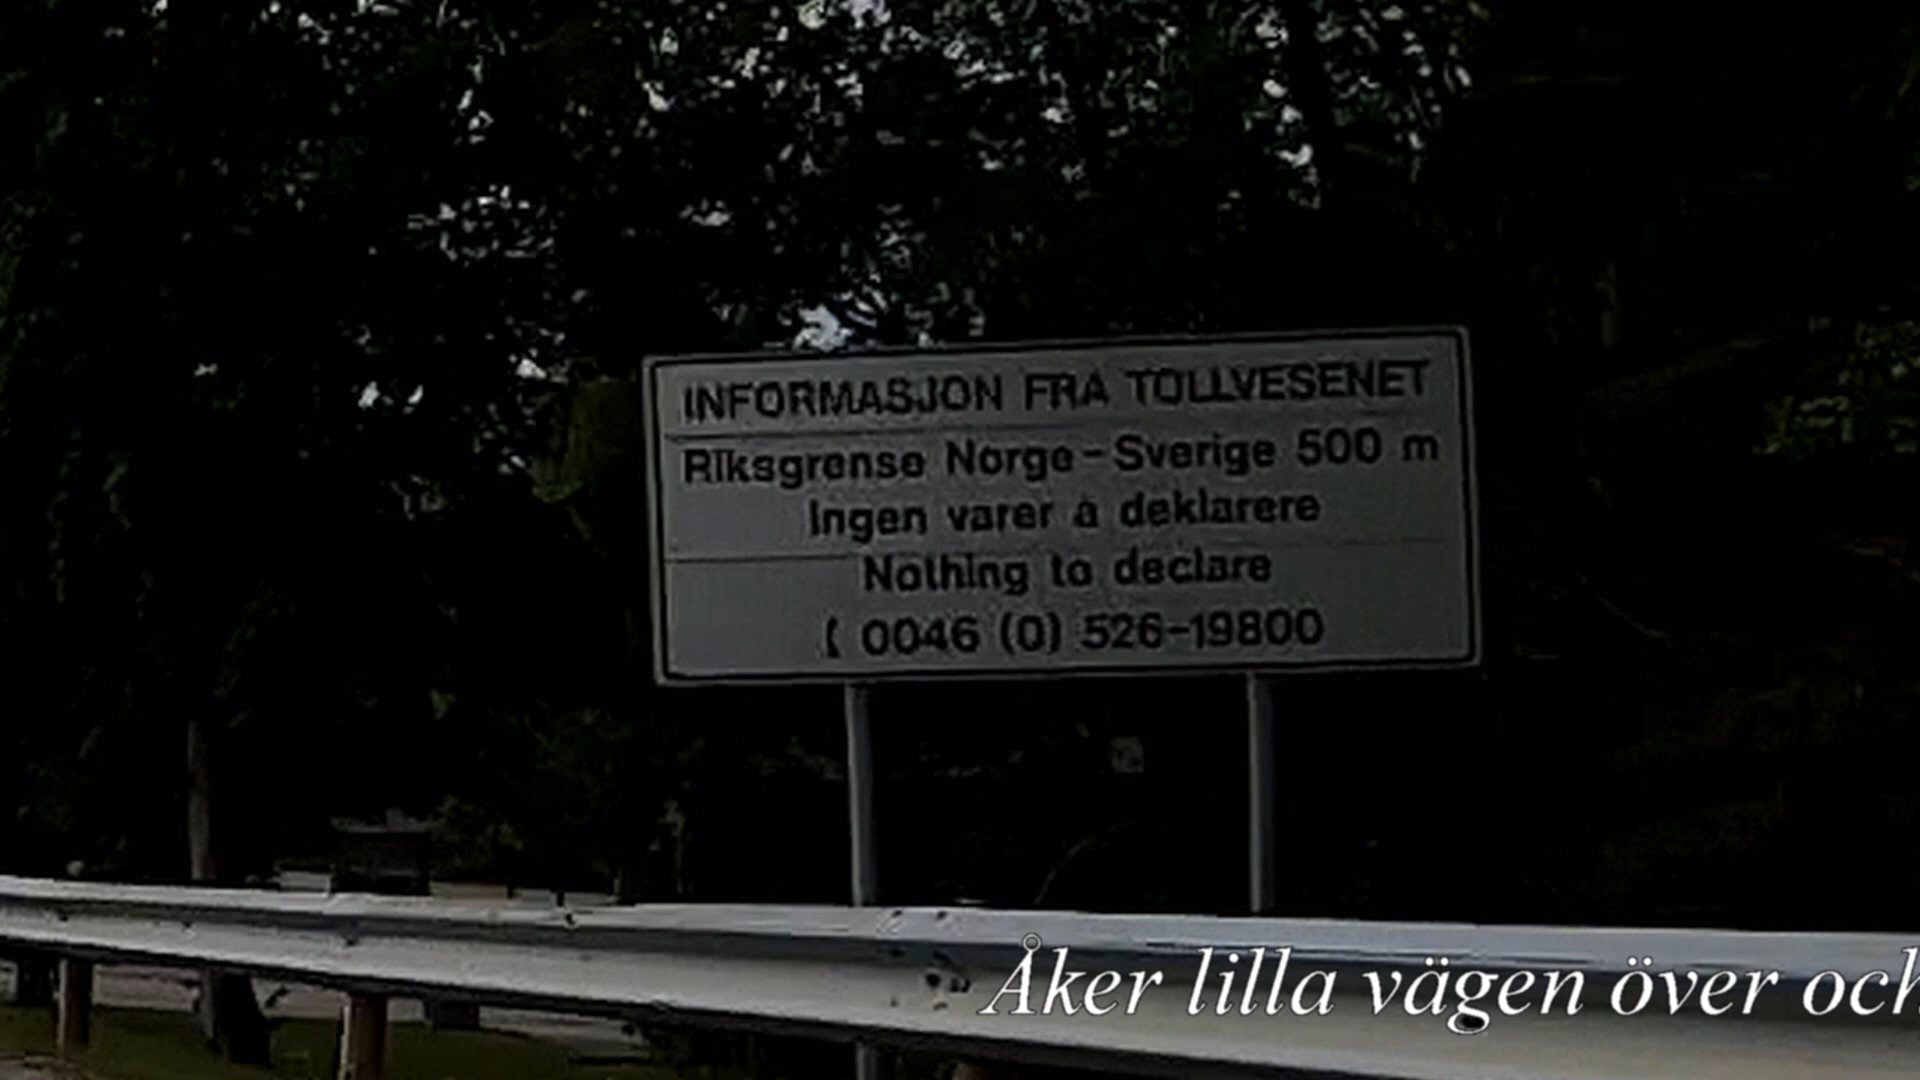 INFORMASJON FRA TOLLVESENET
Riksgrense Norge-Sverige 500 m
Ingen varer å deklarere
Nothing to declare
0046 (0) 526-19800
Åker lilla vägen över och